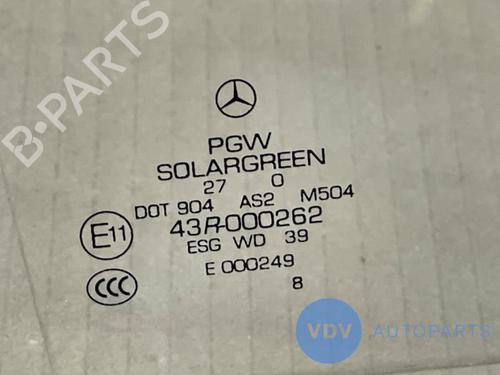 B-PARTS
PGW
SOLARGREEN
27 0
DOT 904 AS2 M504
E11 43R-000262
ESG WD 39
CCC E 000249
8
VDV AUTOPARTS